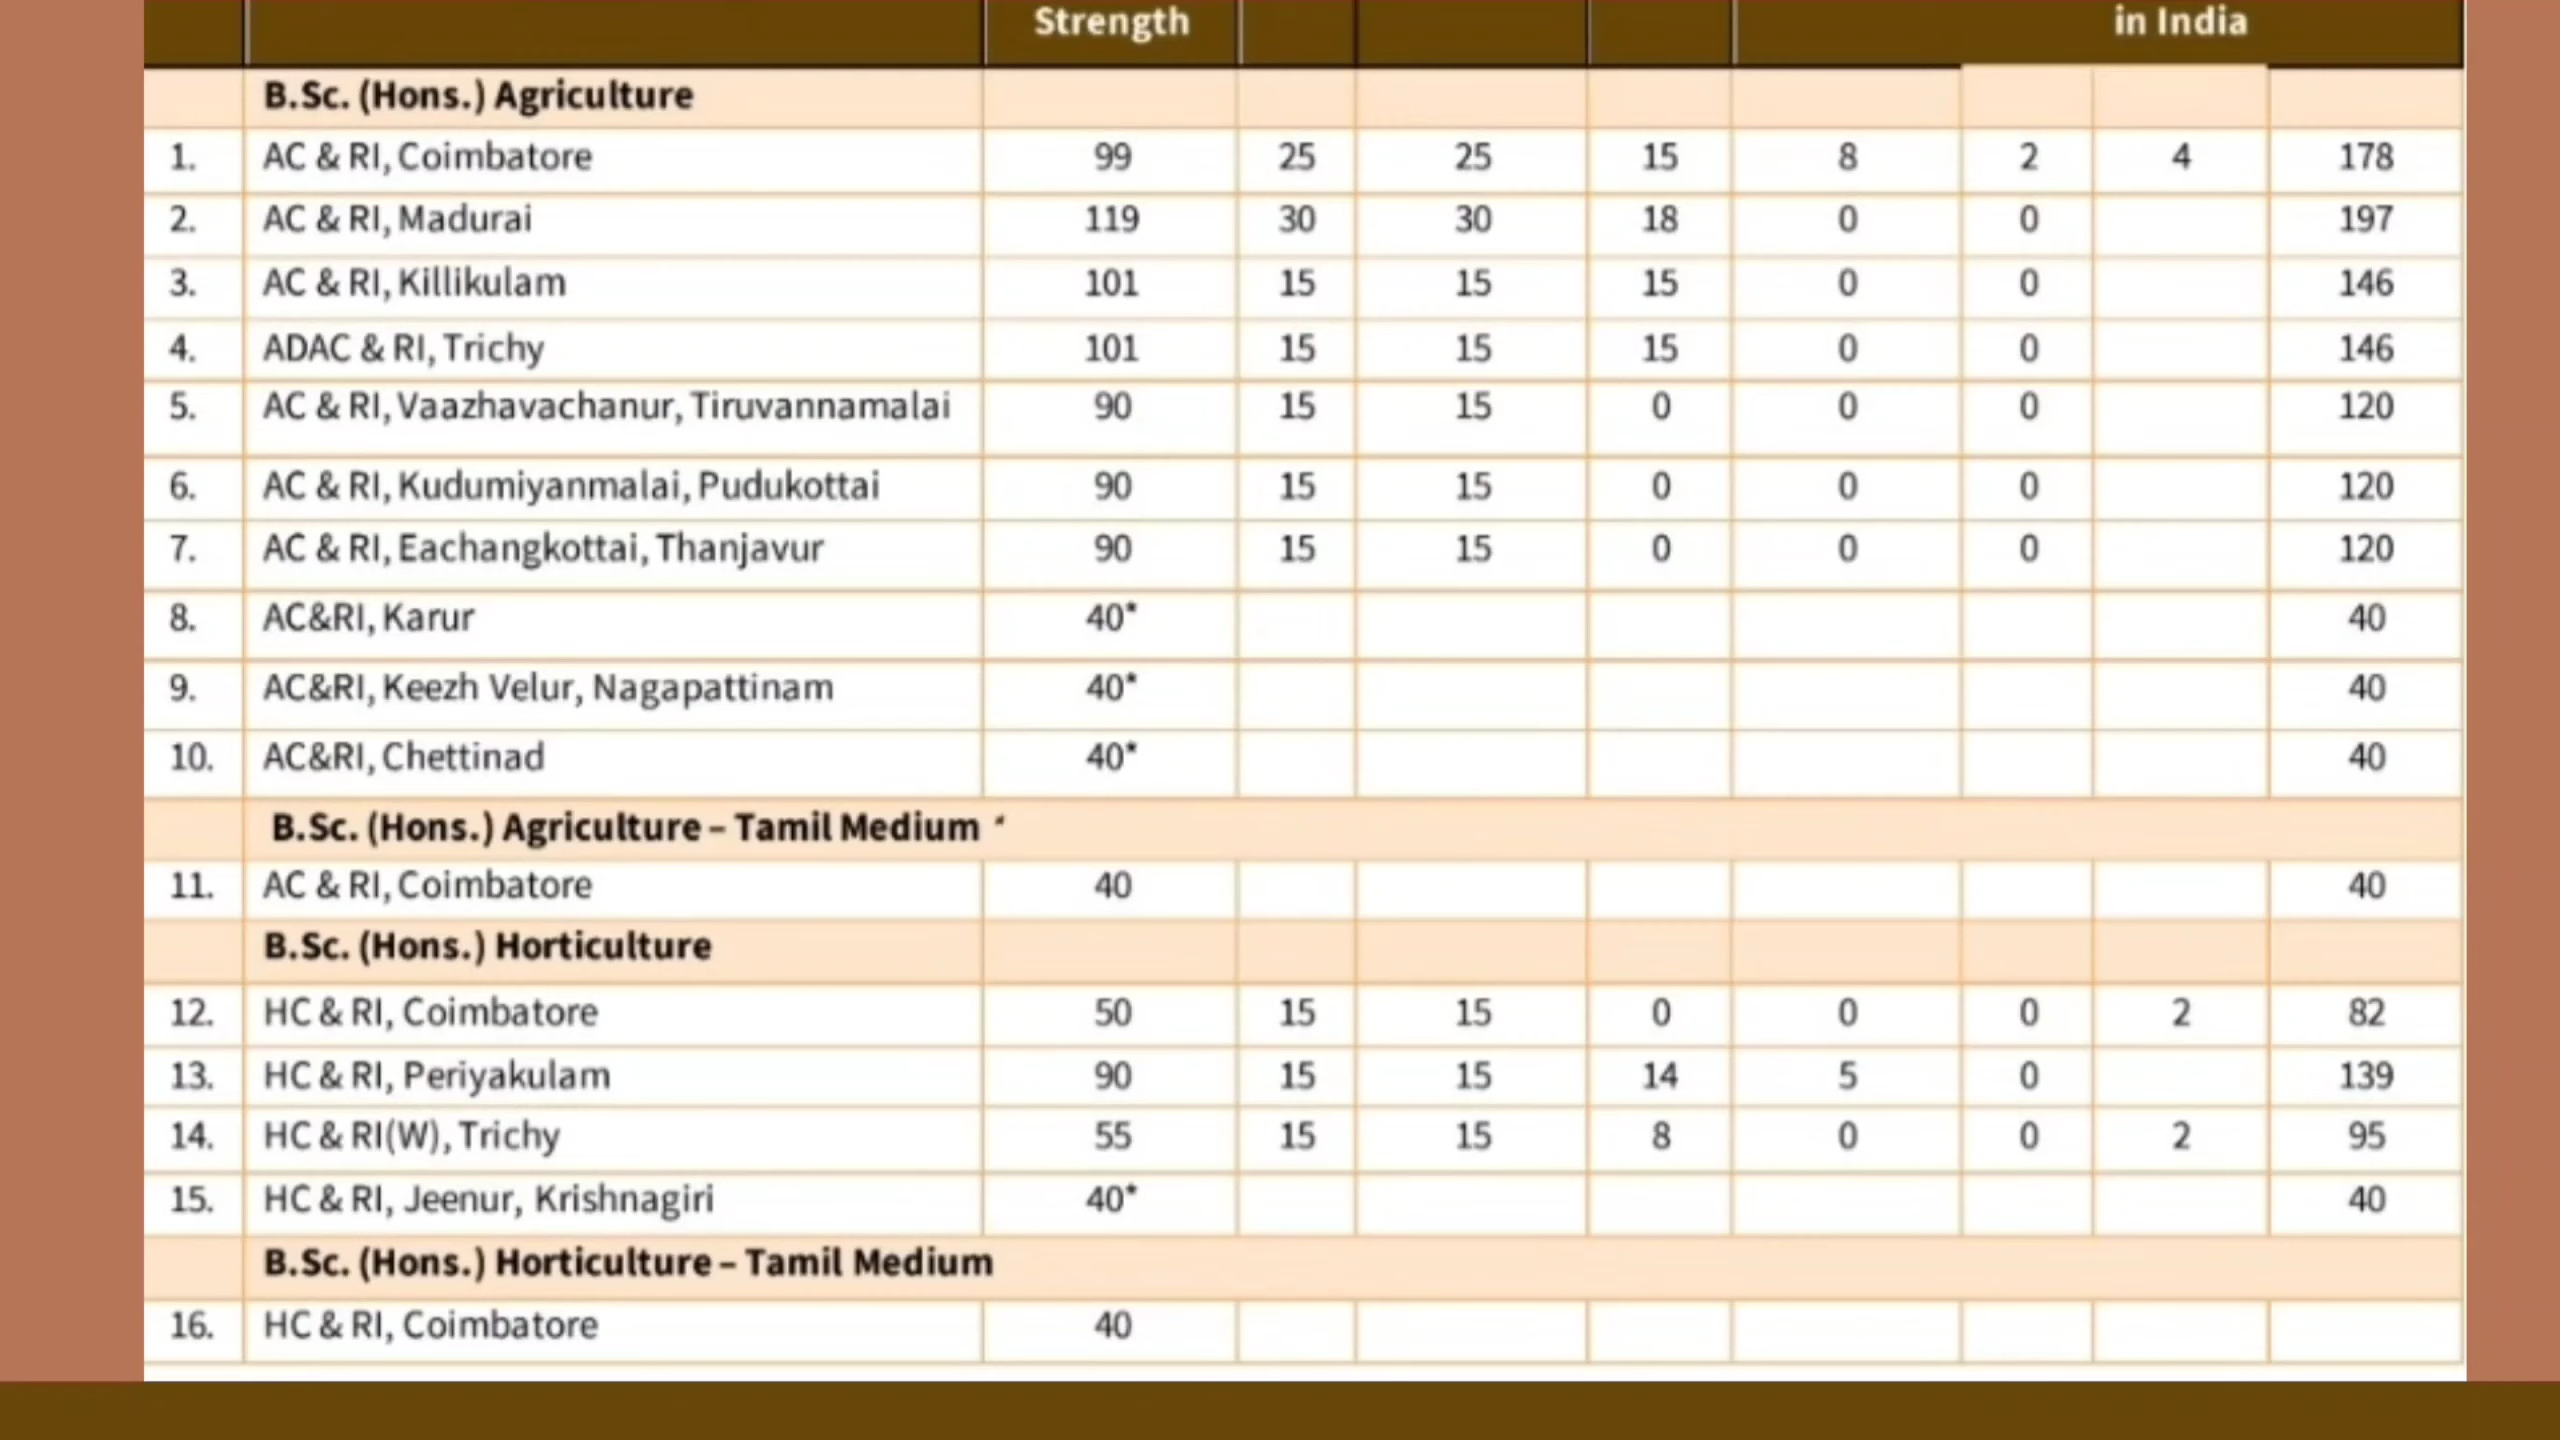 Strength in India
B.Sc. (Hons.) Agriculture
1. AC & RI, Coimbatore 99 25 25 15 8 2 4 178
2. AC & RI, Madurai 119 30 30 18 0 0 197
3. AC & RI, Killikulam 101 15 15 15 0 0 146
4. ADAC & RI, Trichy 101 15 15 15 0 0 146
5. AC & RI, Vaazhavachanur, Tiruvannamalai 90 15 15 0 0 0 120
6. AC & RI, Kudumiyanmalai, Pudukottai 90 15 15 0 0 0 120
7. AC & RI, Eachangkottai, Thanjavur 90 15 15 0 0 0 120
8. AC&RI, Karur 40* 40
9. AC&RI, Keezh Velur, Nagapattinam 40* 40
10. AC&RI, Chettinad 40* 40
B.Sc. (Hons.) Agriculture – Tamil Medium *
11. AC & RI, Coimbatore 40 40
B.Sc. (Hons.) Horticulture
12. HC & RI, Coimbatore 50 15 15 0 0 0 2 82
13. HC & RI, Periyakulam 90 15 15 14 5 0 139
14. HC & RI(W), Trichy 55 15 15 8 0 0 2 95
15. HC & RI, Jeenur, Krishnagiri 40* 40
B.Sc. (Hons.) Horticulture – Tamil Medium
16. HC & RI, Coimbatore 40